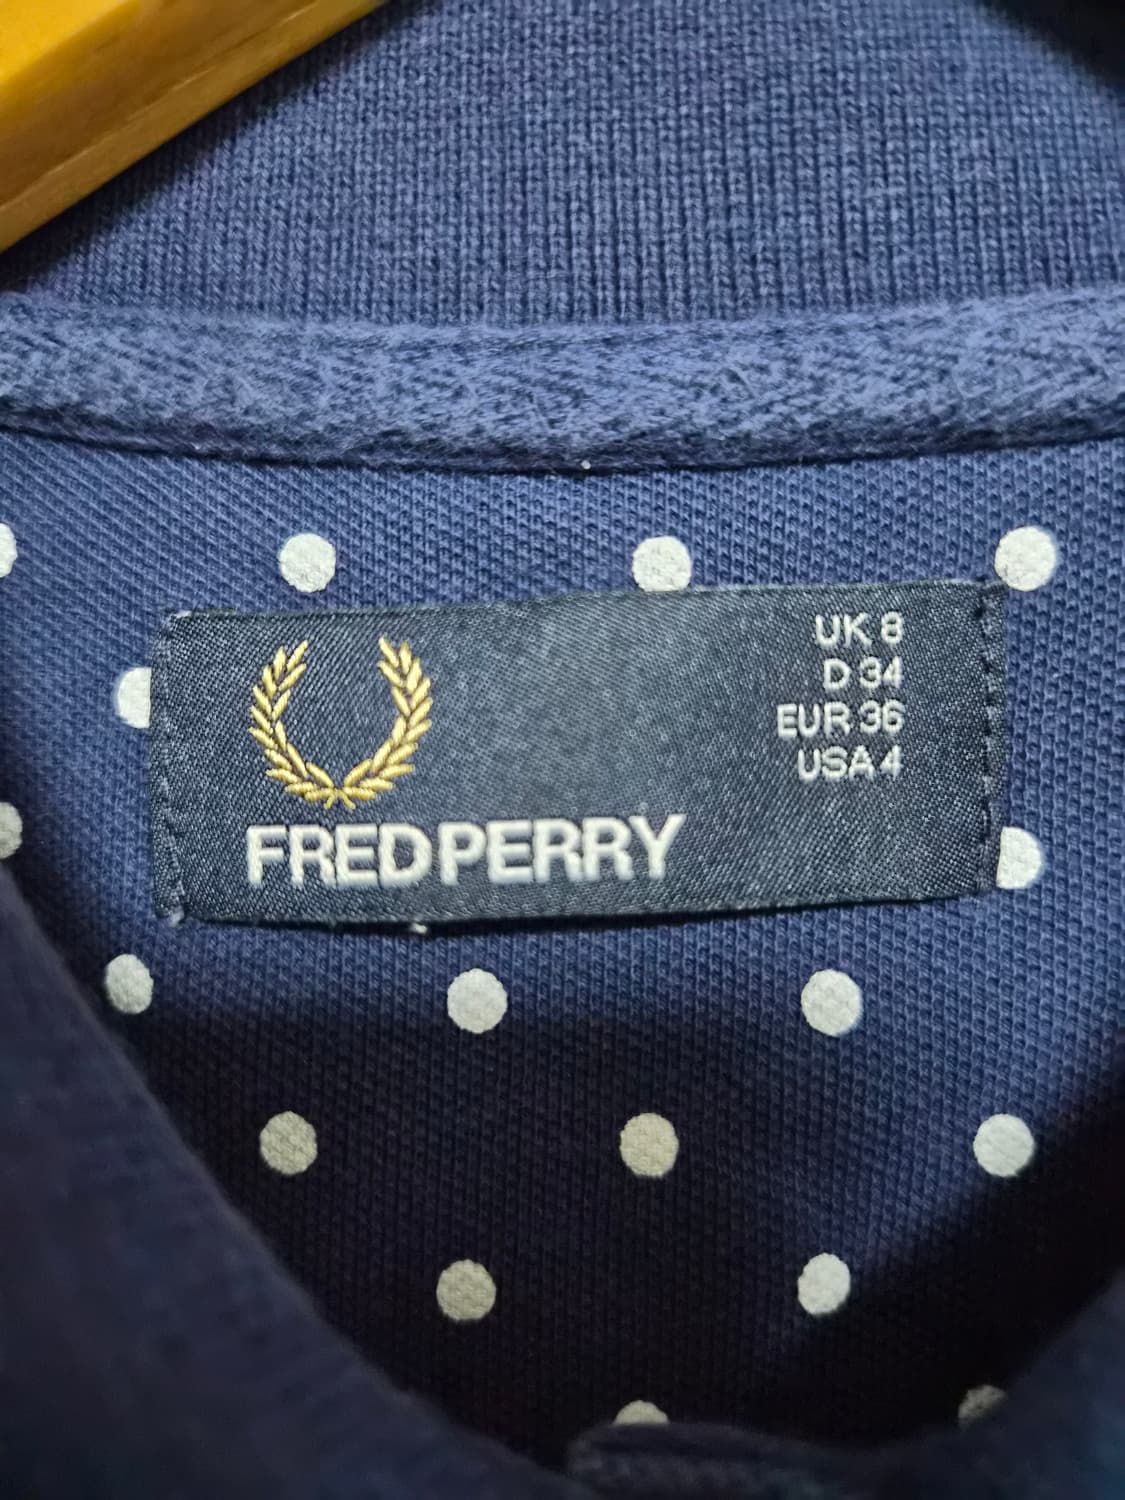 UK 8
D 34
EUR 36
USA 4
FRED PERRY